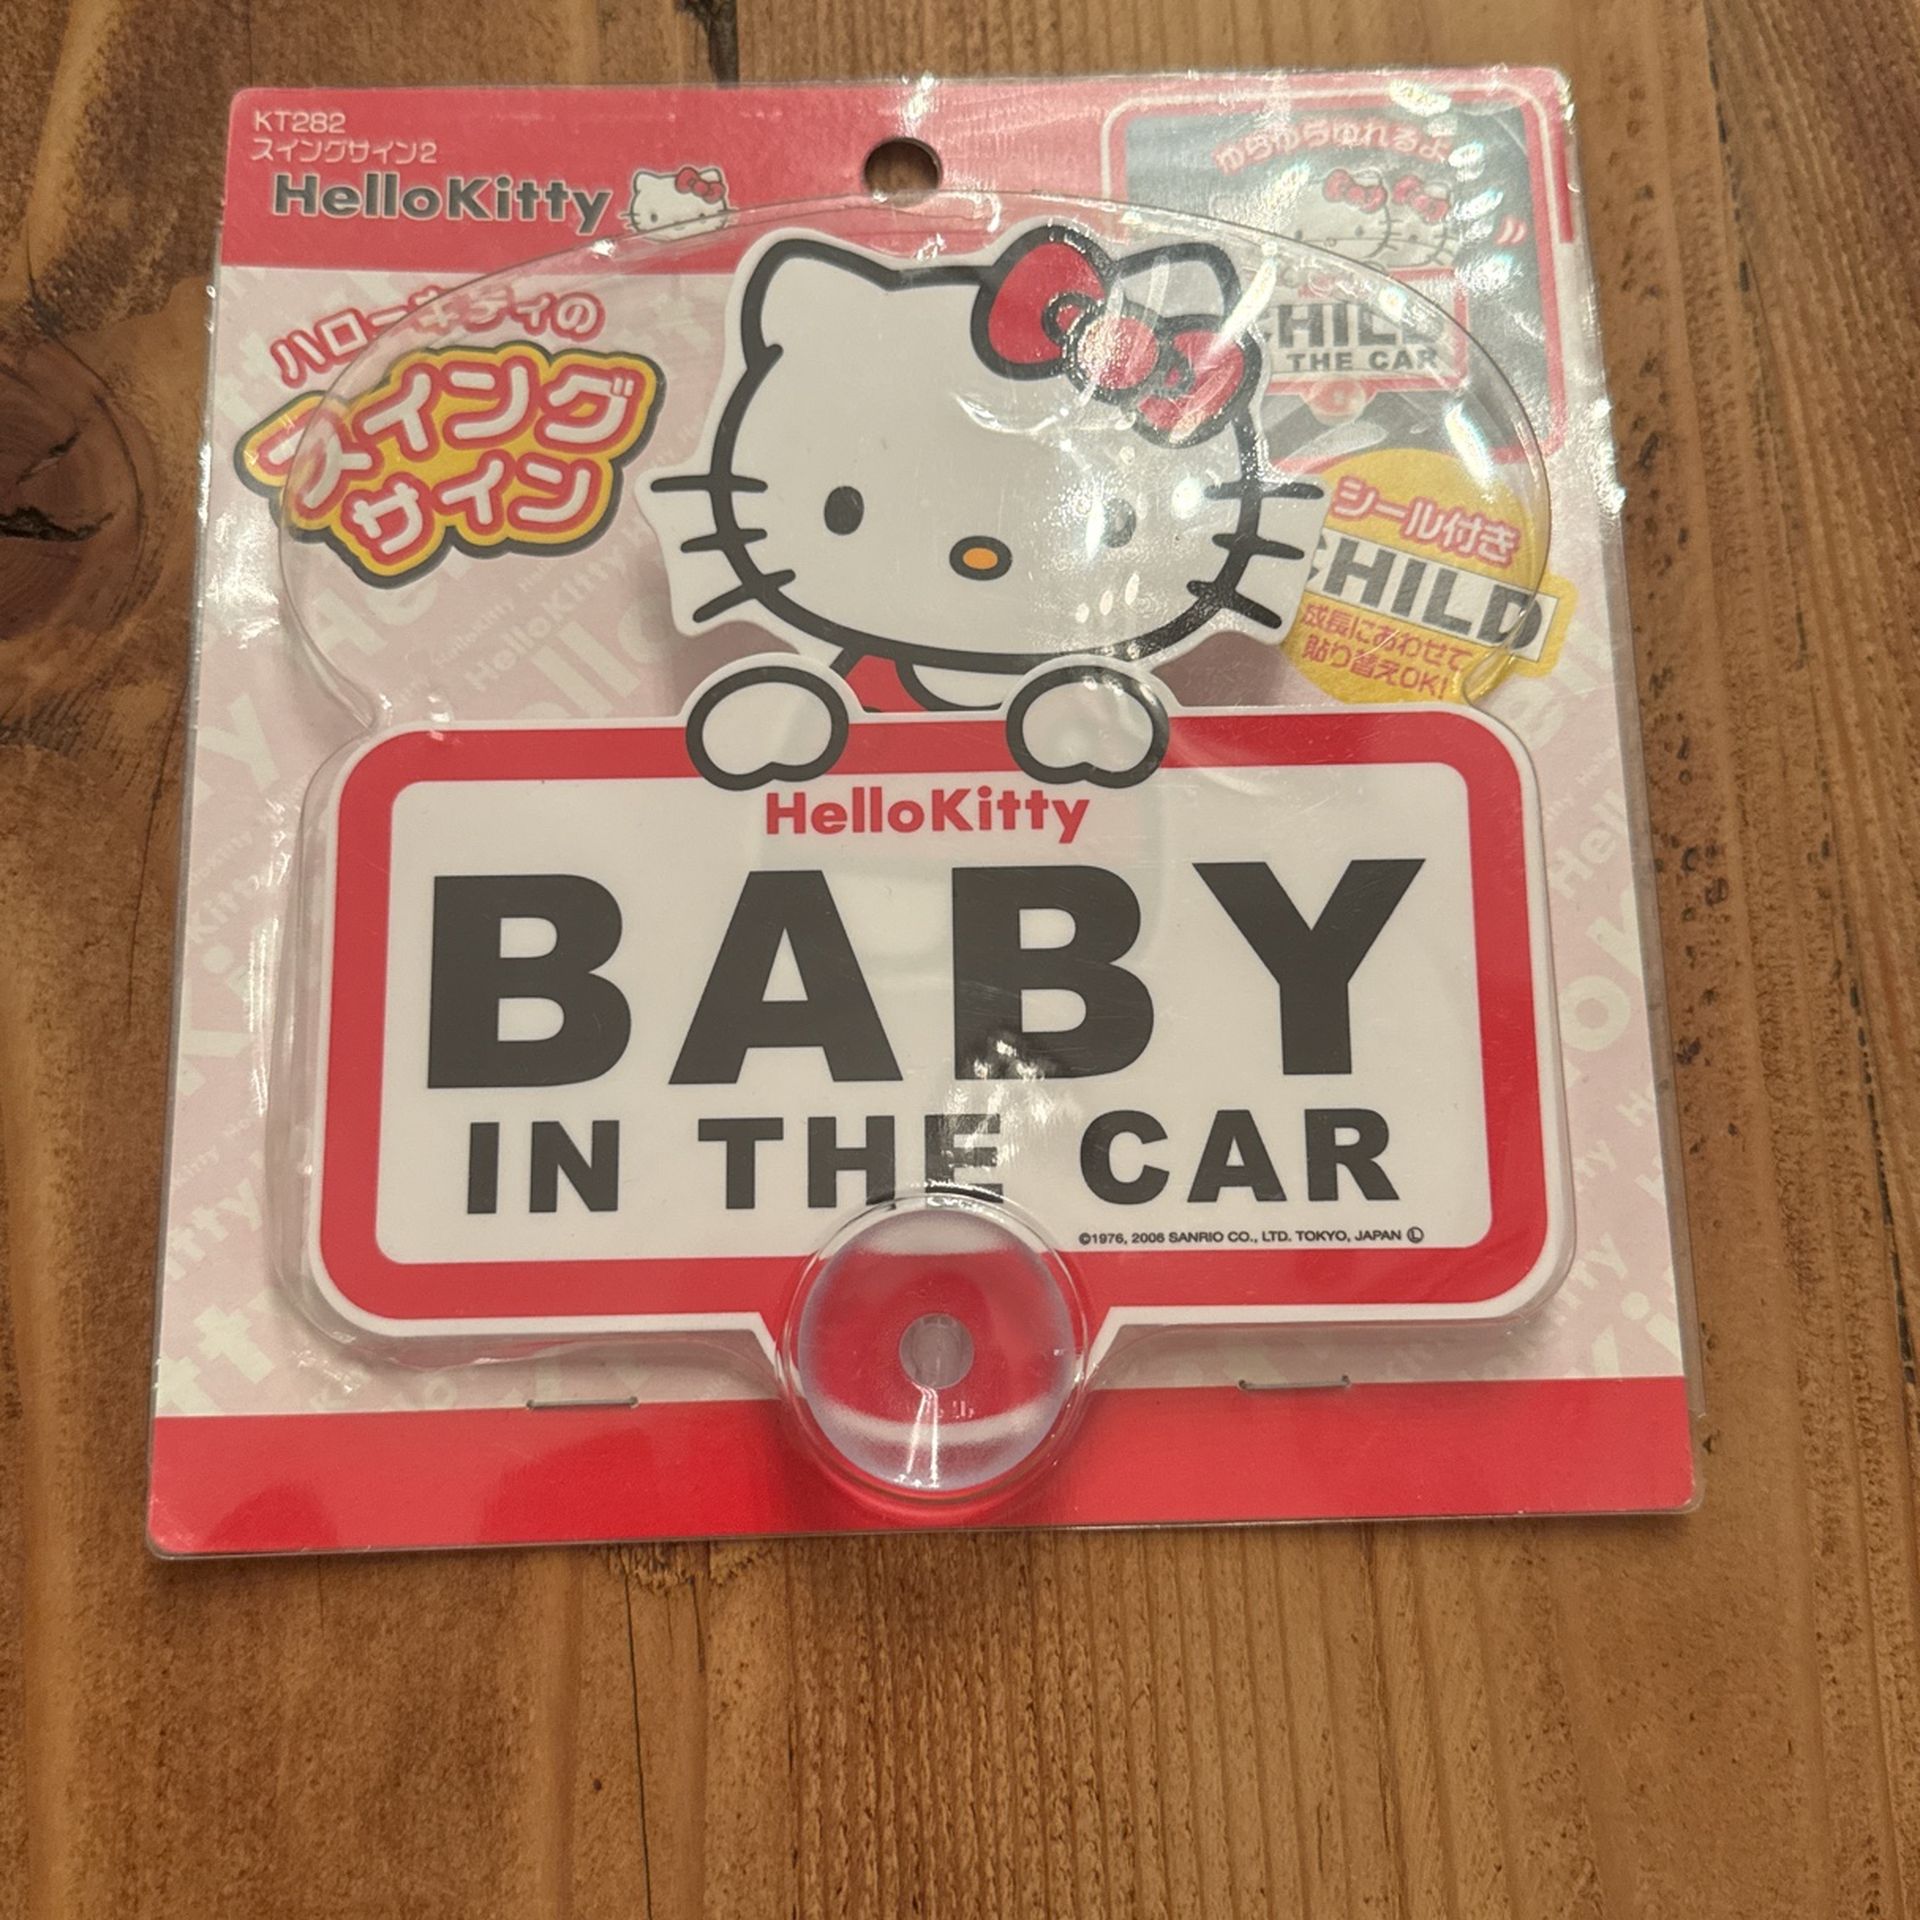 KT282
スイングサイン2
HelloKitty
ゆらゆらゆれるよ
CHILD
THE CAR
ハローキティの
スイング
サイン
シール付き
CHILD
成長にあわせて
貼り替えOK!
HelloKitty
BABY
IN THE CAR
©1976, 2006 SANRIO CO., LTD. TOKYO, JAPAN Ⓛ